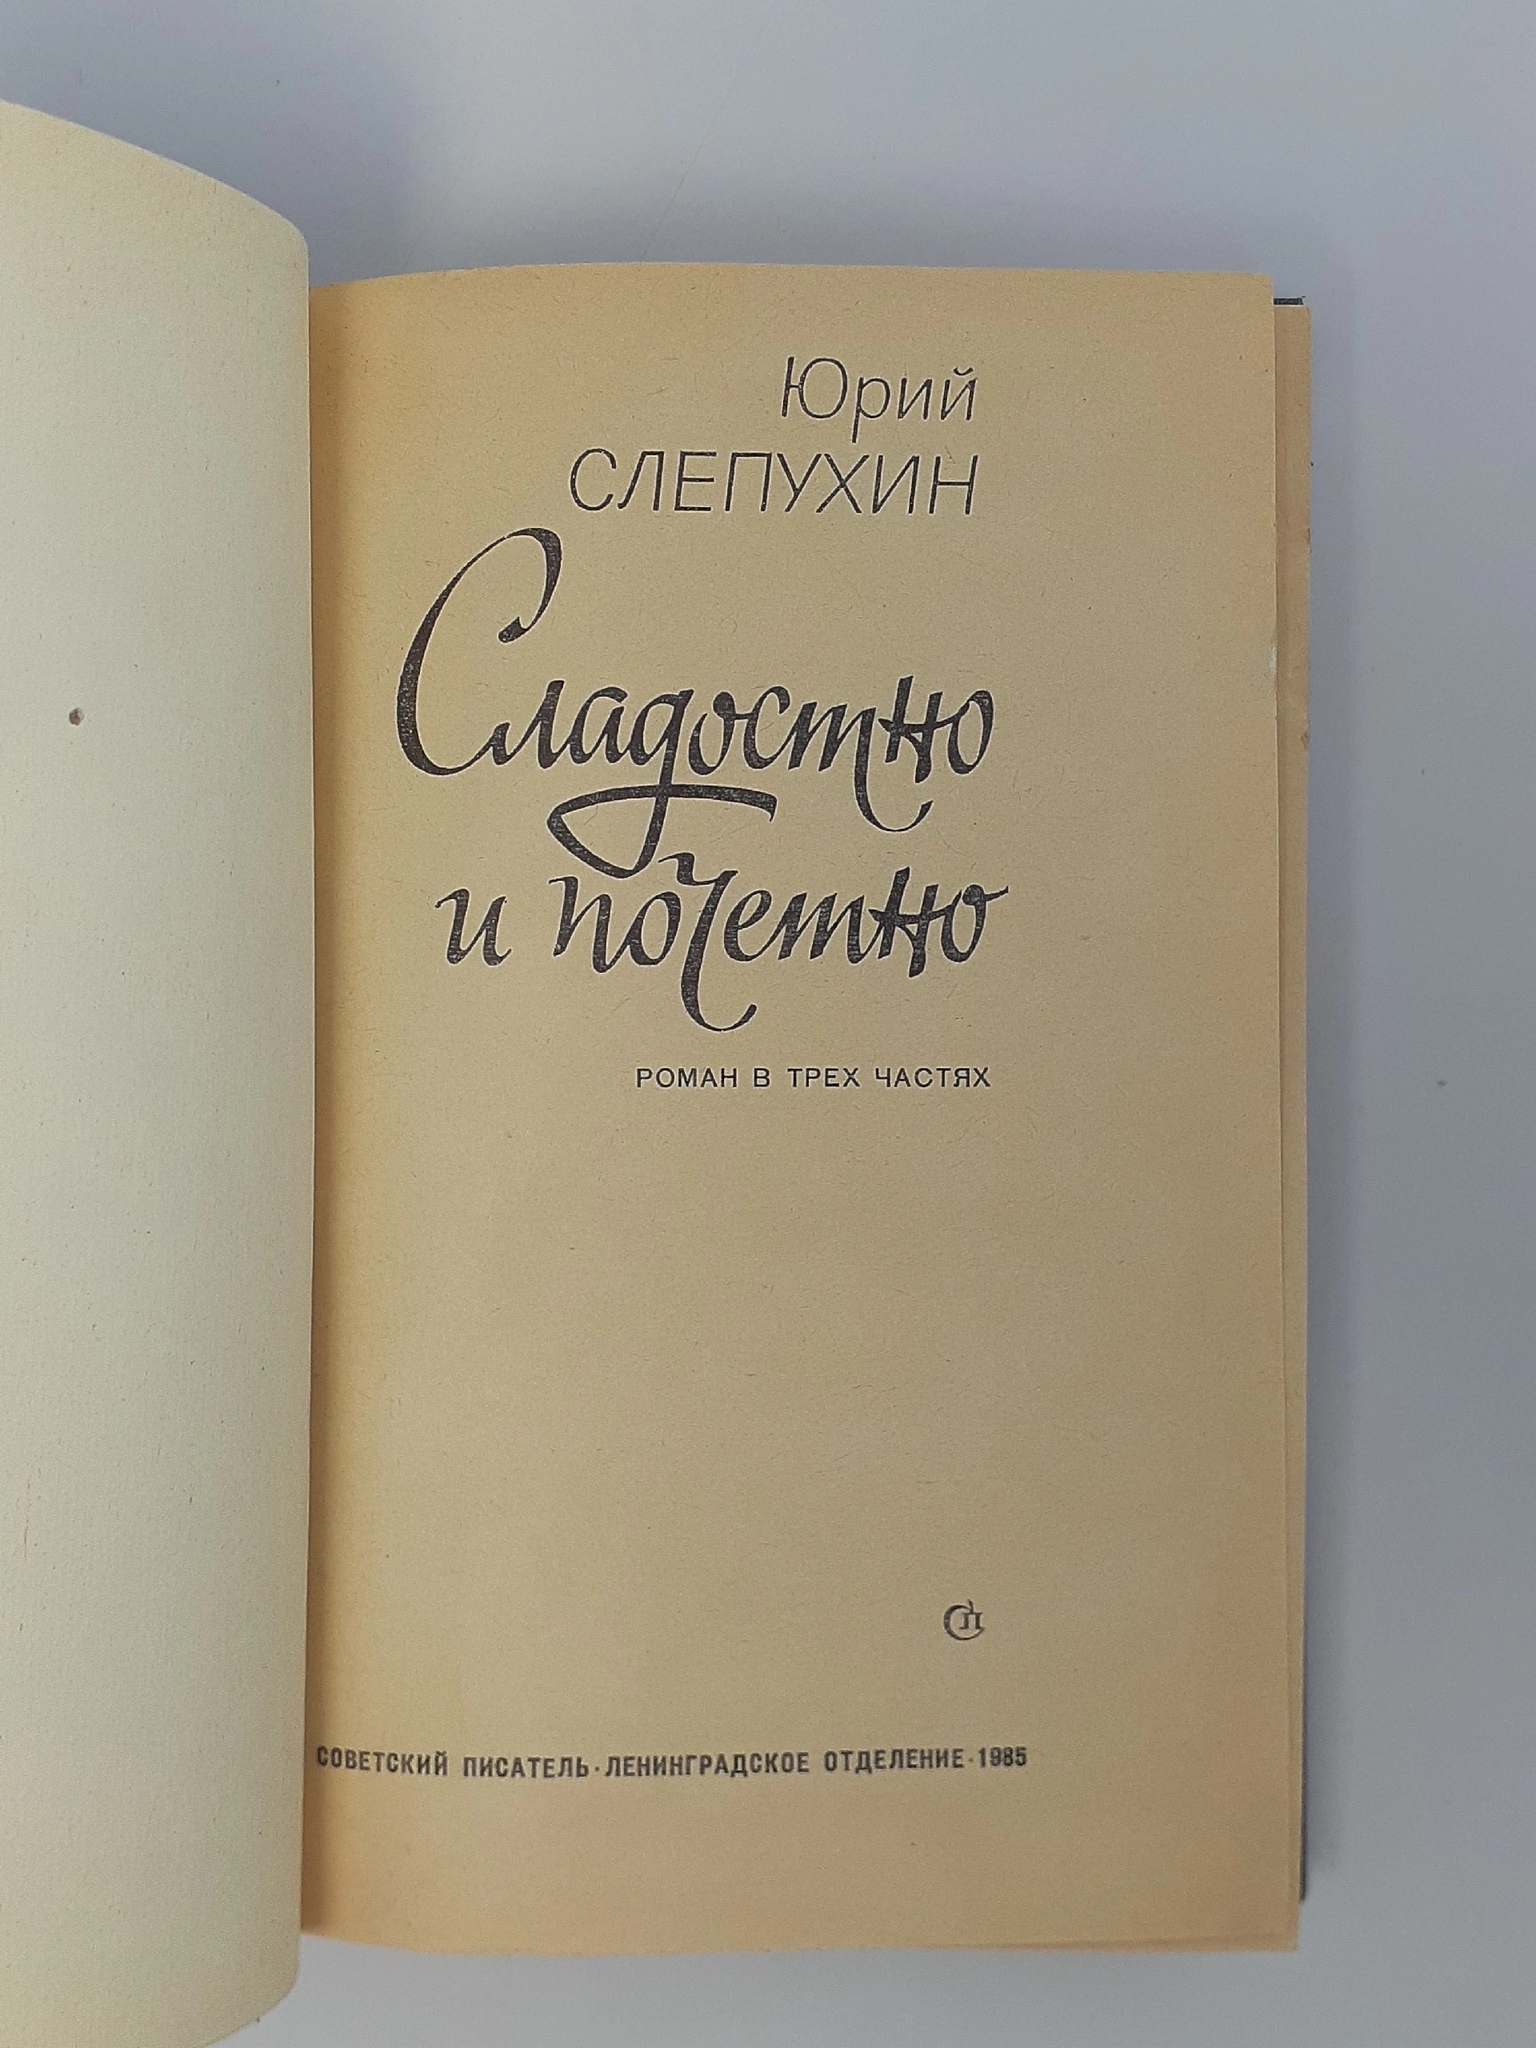 Юрий
СЛЕПУХИН
Сладостно
и почетно
РОМАН В ТРЕХ ЧАСТЯХ
СП
СОВЕТСКИЙ ПИСАТЕЛЬ·ЛЕНИНГРАДСКОЕ ОТДЕЛЕНИЕ·1985